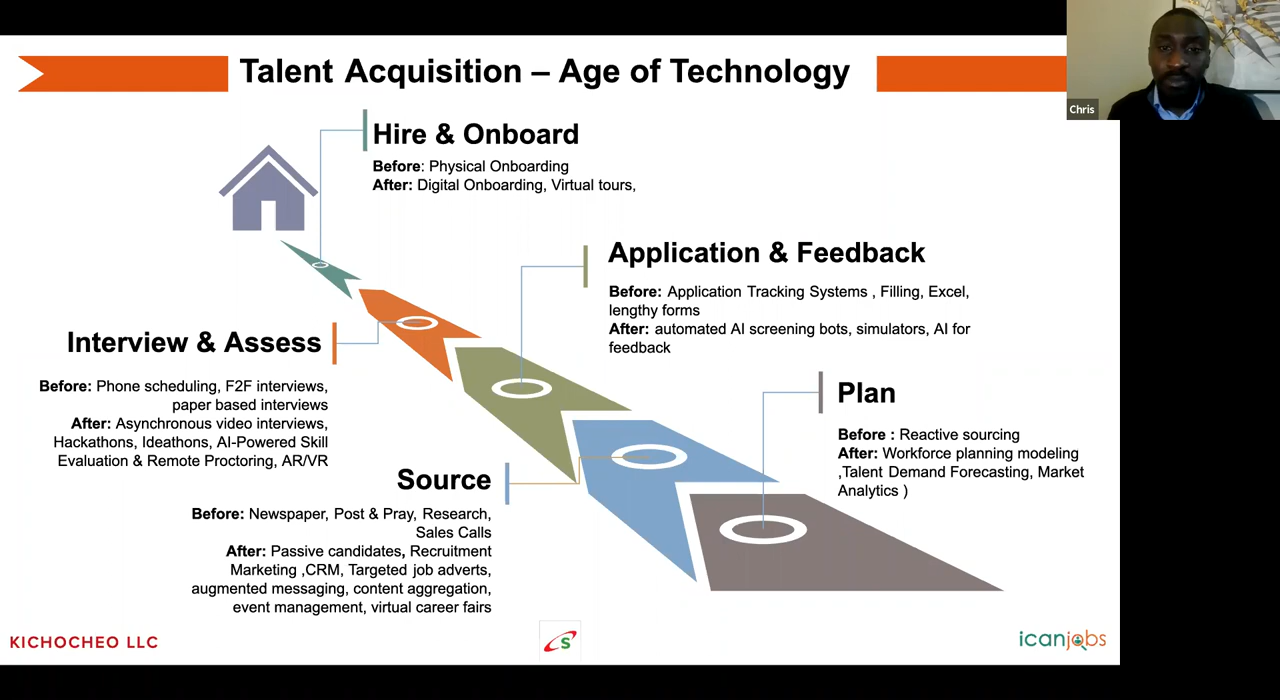 Talent Acquisition – Age of Technology
Chris
Hire & Onboard
Before: Physical Onboarding
After: Digital Onboarding, Virtual tours,
Application & Feedback
Before: Application Tracking Systems , Filling, Excel,
lengthy forms
After: automated AI screening bots, simulators, AI for
feedback
Interview & Assess
Before: Phone scheduling, F2F interviews,
paper based interviews
After: Asynchronous video interviews,
Hackathons, Ideathons, AI-Powered Skill
Evaluation & Remote Proctoring, AR/VR
Plan
Before : Reactive sourcing
After: Workforce planning modeling
,Talent Demand Forecasting, Market
Analytics )
Source
Before: Newspaper, Post & Pray, Research,
Sales Calls
After: Passive candidates, Recruitment
Marketing ,CRM, Targeted job adverts,
augmented messaging, content aggregation,
event management, virtual career fairs
KICHOCHEO LLC
S
icanjobs